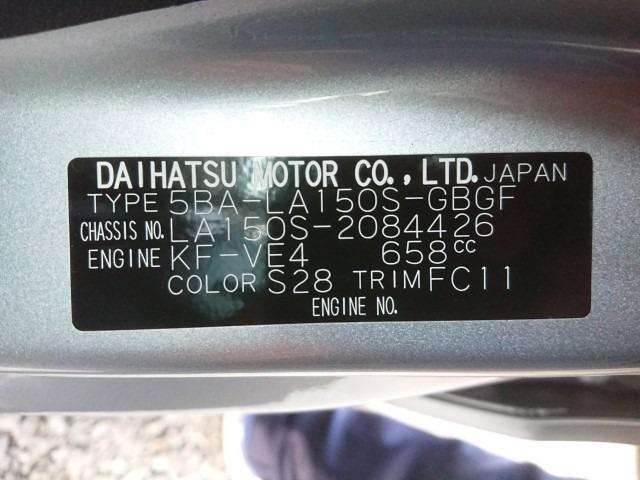 DAIHATSU MOTOR CO.,LTD. JAPAN
TYPE 5BA-LA150S-GBGF
CHASSIS NO. LA150S-2084426
ENGINE KF-VE4 658cc
COLOR S28 TRIM FC11
ENGINE NO.